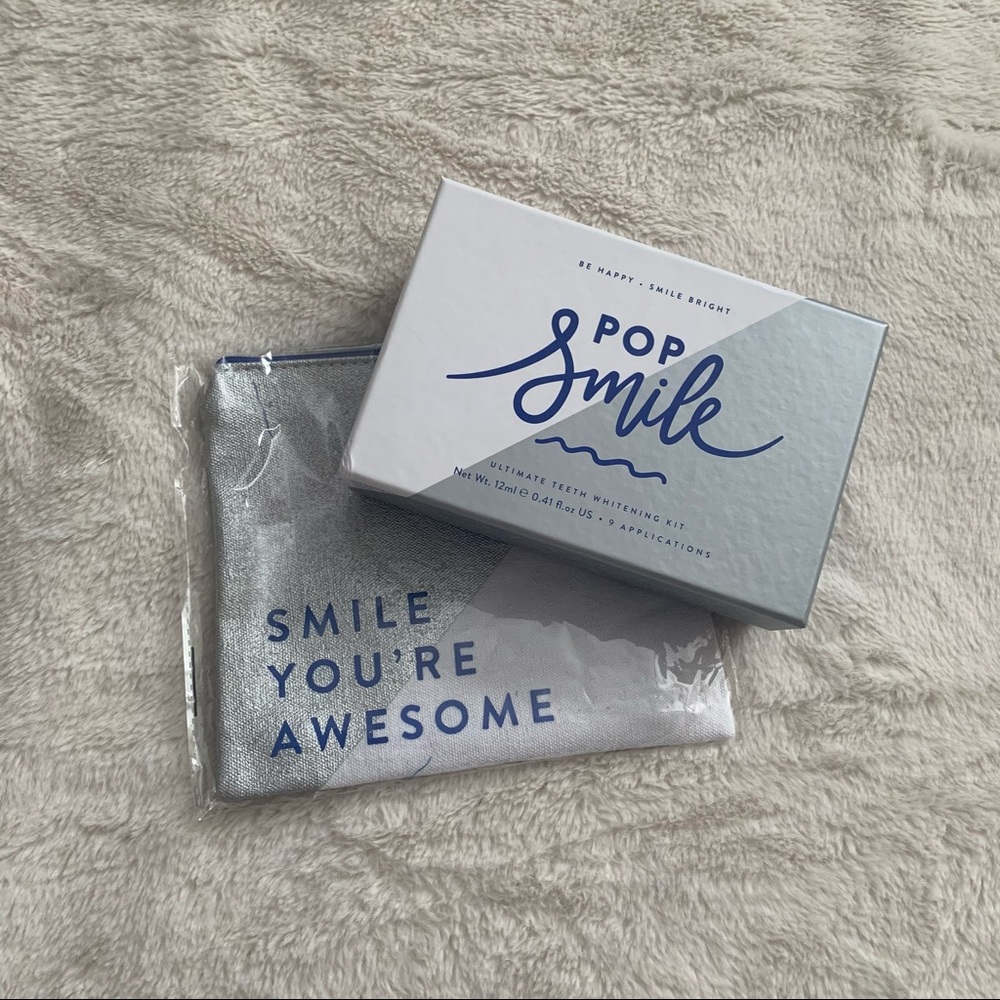 BE HAPPY • SMILE BRIGHT
POP
Smile
ULTIMATE TEETH WHITENING KIT
Net Wt. 12ml ℮ 0.41 fl.oz US • 9 APPLICATIONS
SMILE
YOU'RE
AWESOME